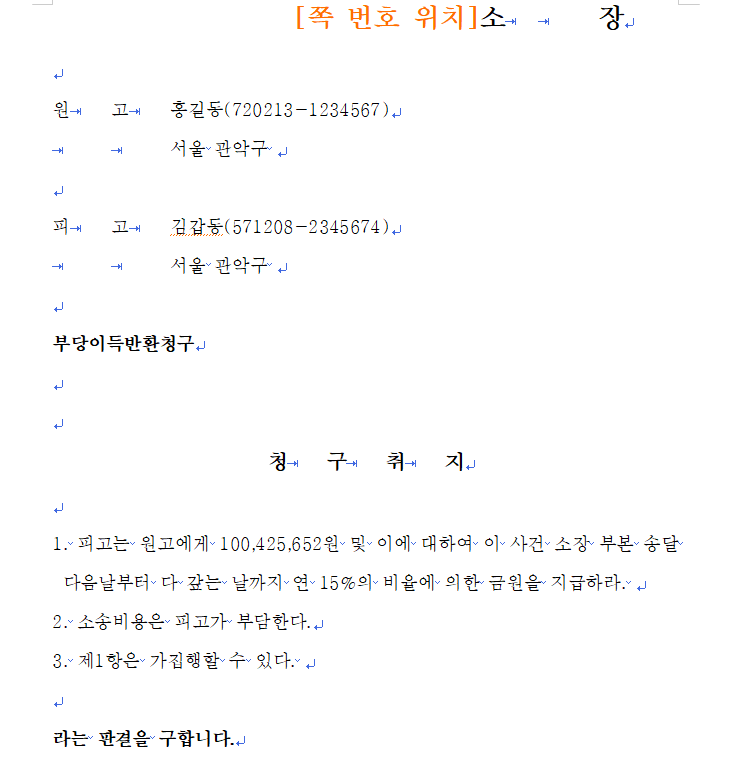 [쪽 번호 위치]소 장
원 고 홍길동(720213-1234567)
서울 관악구
피 고 김갑동(571208-2345674)
서울 관악구
부당이득반환청구
청 구 취 지
1. 피고는 원고에게 100,425,652원 및 이에 대하여 이 사건 소장 부본 송달
다음날부터 다 갚는 날까지 연 15%의 비율에 의한 금원을 지급하라.
2. 소송비용은 피고가 부담한다.
3. 제1항은 가집행할 수 있다.
라는 판결을 구합니다.